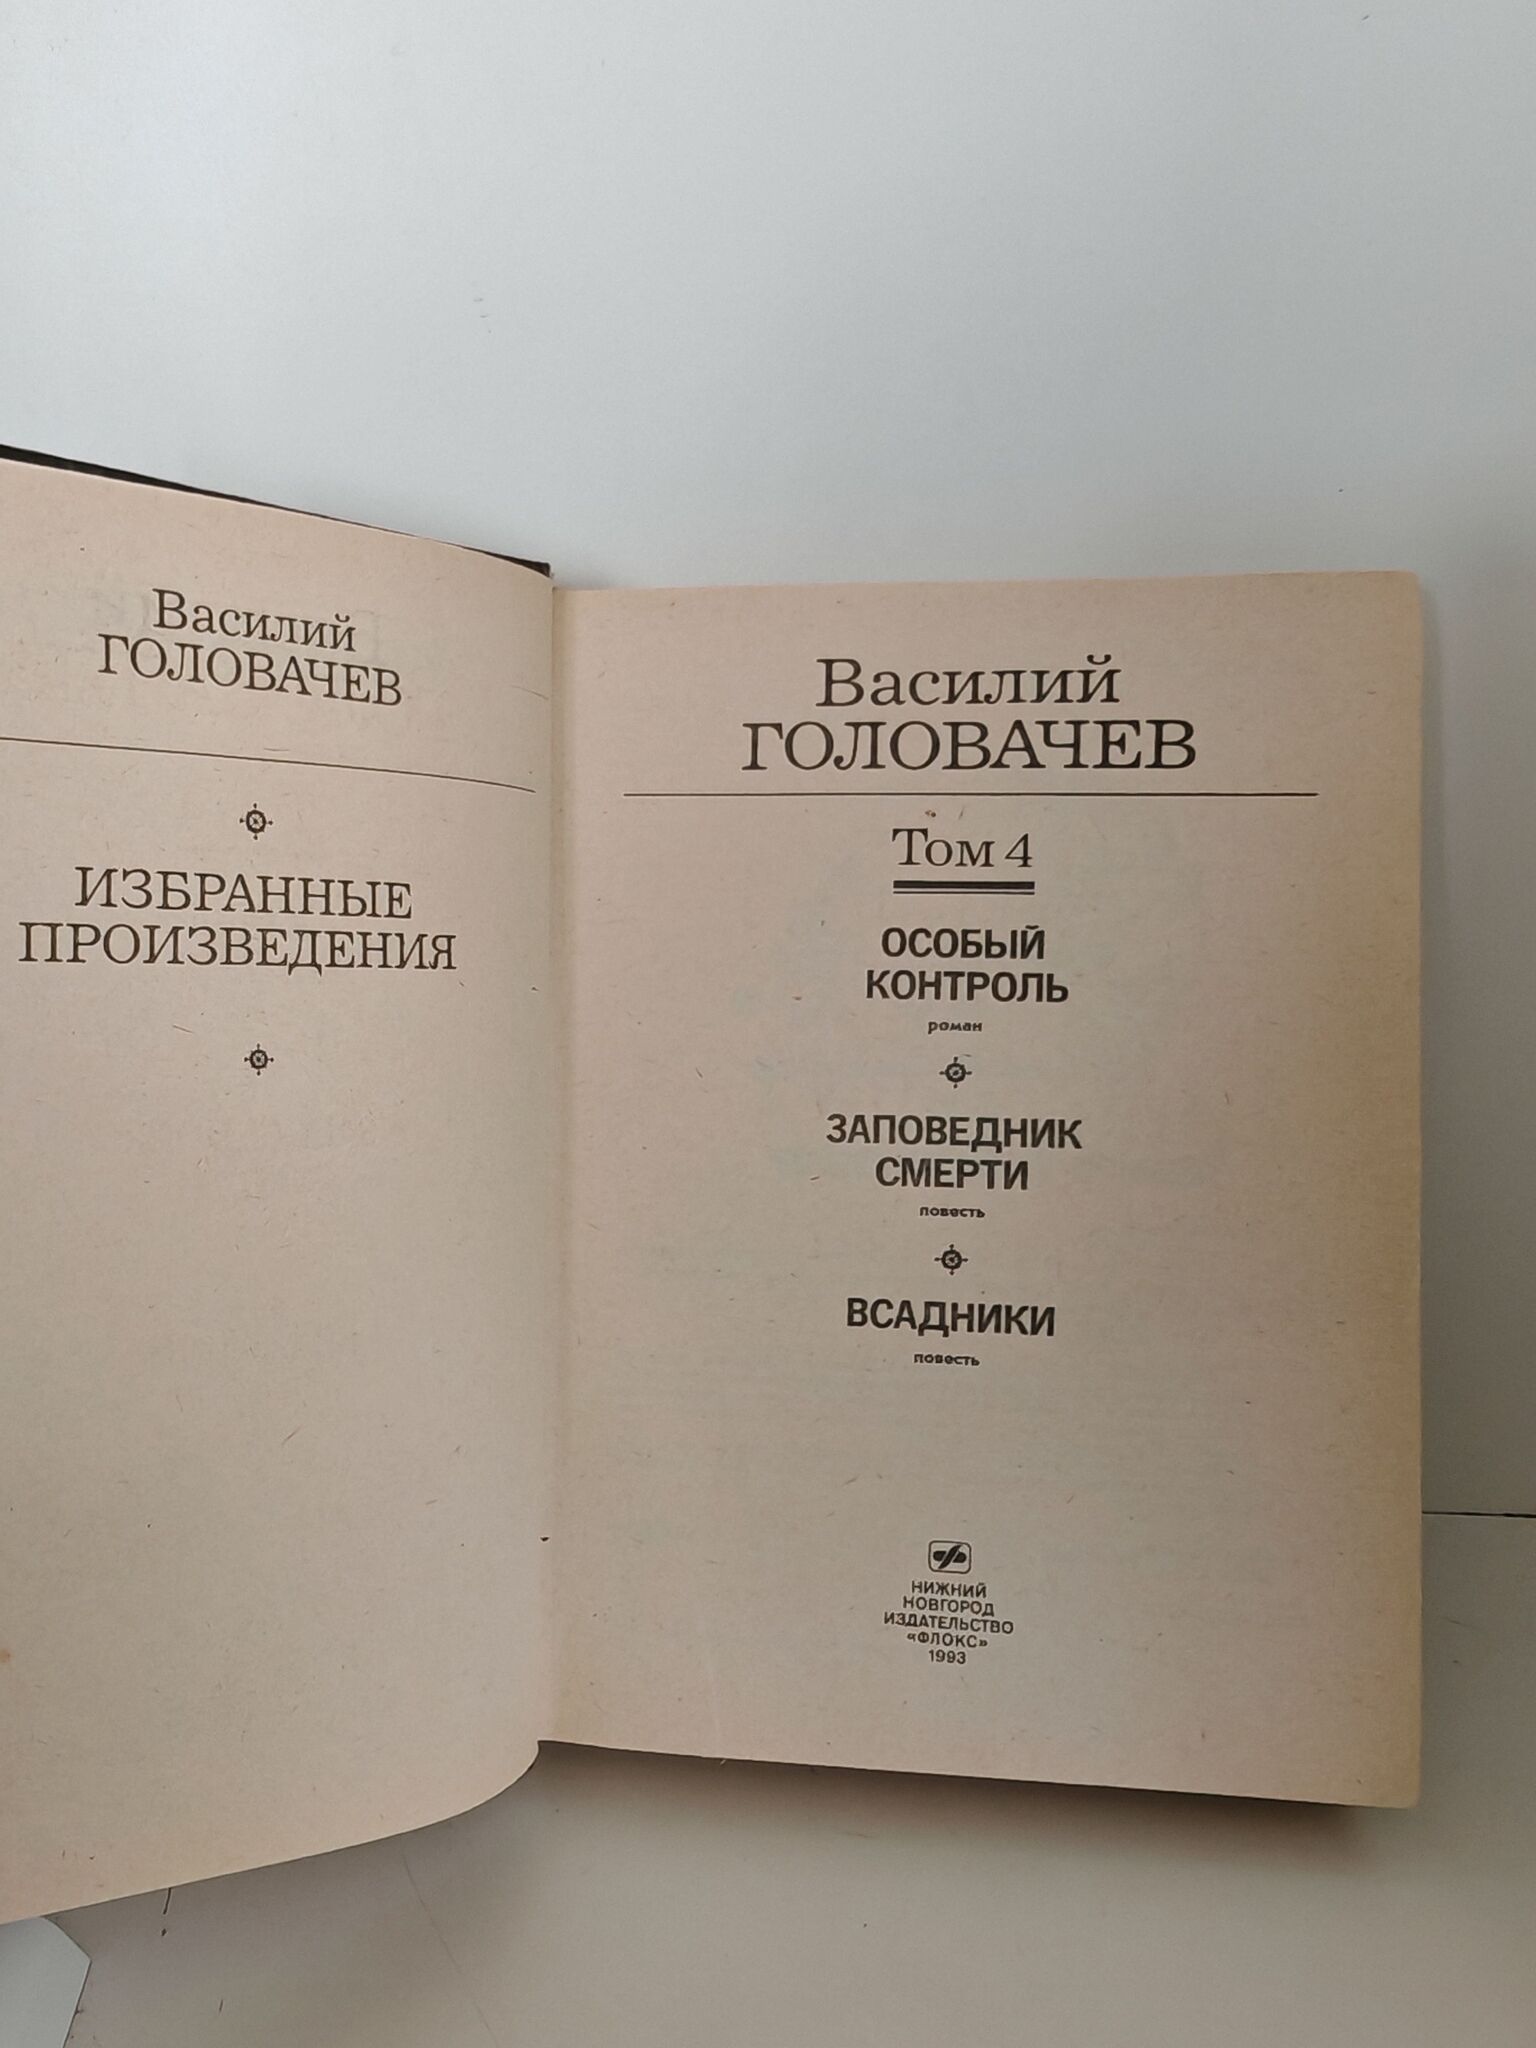 Василий
ГОЛОВАЧЕВ
ИЗБРАННЫЕ
ПРОИЗВЕДЕНИЯ
Василий
ГОЛОВАЧЕВ
Том 4
ОСОБЫЙ
КОНТРОЛЬ
роман
ЗАПОВЕДНИК
СМЕРТИ
повесть
ВСАДНИКИ
повесть
НИЖНИЙ
НОВГОРОД
ИЗДАТЕЛЬСТВО
«ФЛОКС»
1993